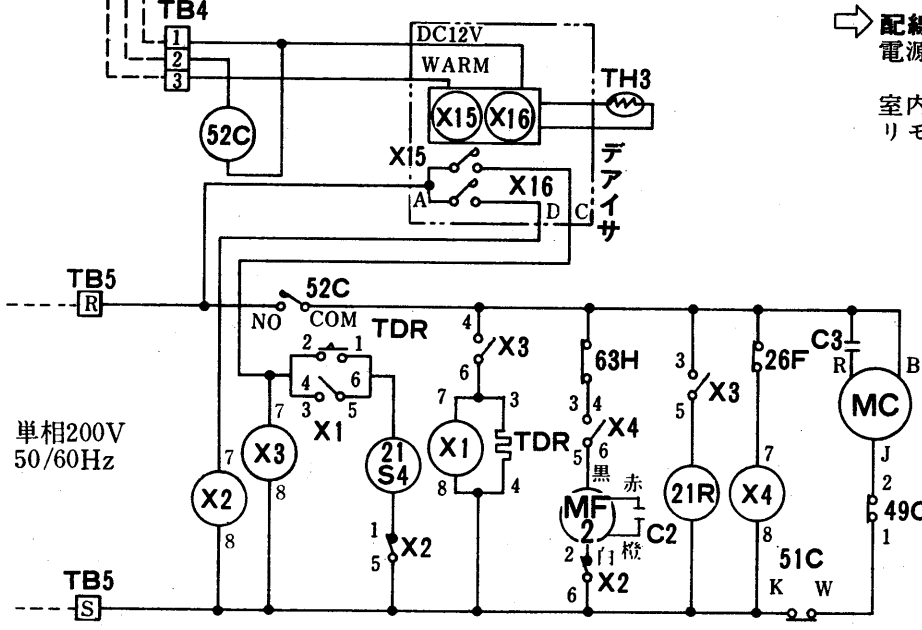 TB4
1
2
3
52C
DC12V
WARM
X15 X16
TH3
X15
X16
A
D C
デアイサ
配線
電源
室内
リモ
TB5
R
52C
NO COM
TDR
2 1
4 6
3 5
X1
7
X3
8
7
X2
8
21
S4
1
X2
5
4
X3
6
7 3
X1
TDR
8 4
63H
3 4
X4
5 6
黒 赤
MF
2
C2
2 白 橙
X2
6
3
X3
5
21R
26F
7
X4
8
C3
R B
MC
J
2
49C
1
51C
K W
単相200V
50/60Hz
TB5
S